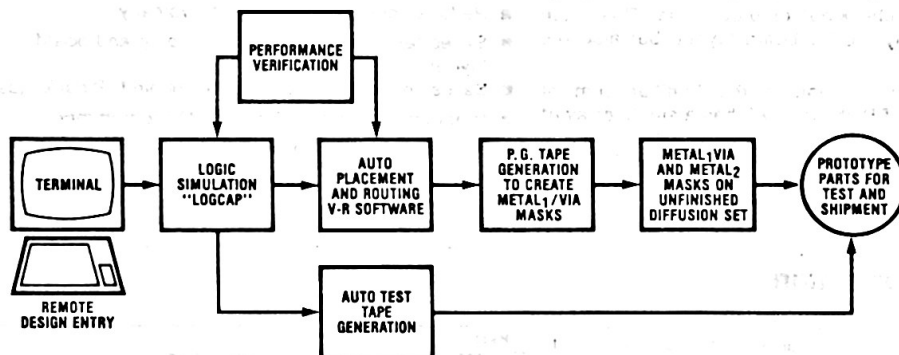 PERFORMANCE
VERIFICATION
TERMINAL
LOGIC
SIMULATION
"LOGCAP"
AUTO
PLACEMENT
AND ROUTING
V-R SOFTWARE
P.G. TAPE
GENERATION
TO CREATE
METAL₁/VIA
MASKS
METAL₁VIA
AND METAL₂
MASKS ON
UNFINISHED
DIFFUSION SET
PROTOTYPE
PARTS FOR
TEST AND
SHIPMENT
REMOTE
DESIGN ENTRY
AUTO TEST
TAPE
GENERATION